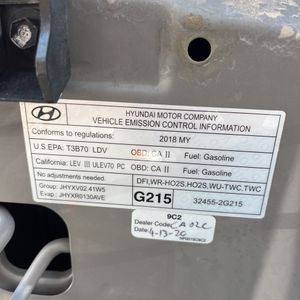 HYUNDAI MOTOR COMPANY
VEHICLE EMISSION CONTROL INFORMATION
Conforms to regulations: 2018 MY
U.S.EPA: T3B70 LDV OBD: CA II Fuel: Gasoline
California: LEV III ULEV70 PC OBD: CA II Fuel: Gasoline
No adjustments needed. DFI,WR-HO2S,HO2S,WU-TWC,TWC
Group: JHYXV02.41W5 G215 32455-2G215
Evap: JHYXR0130AVE
9C2
Dealer Code: CA02C
Date: 4-13-20